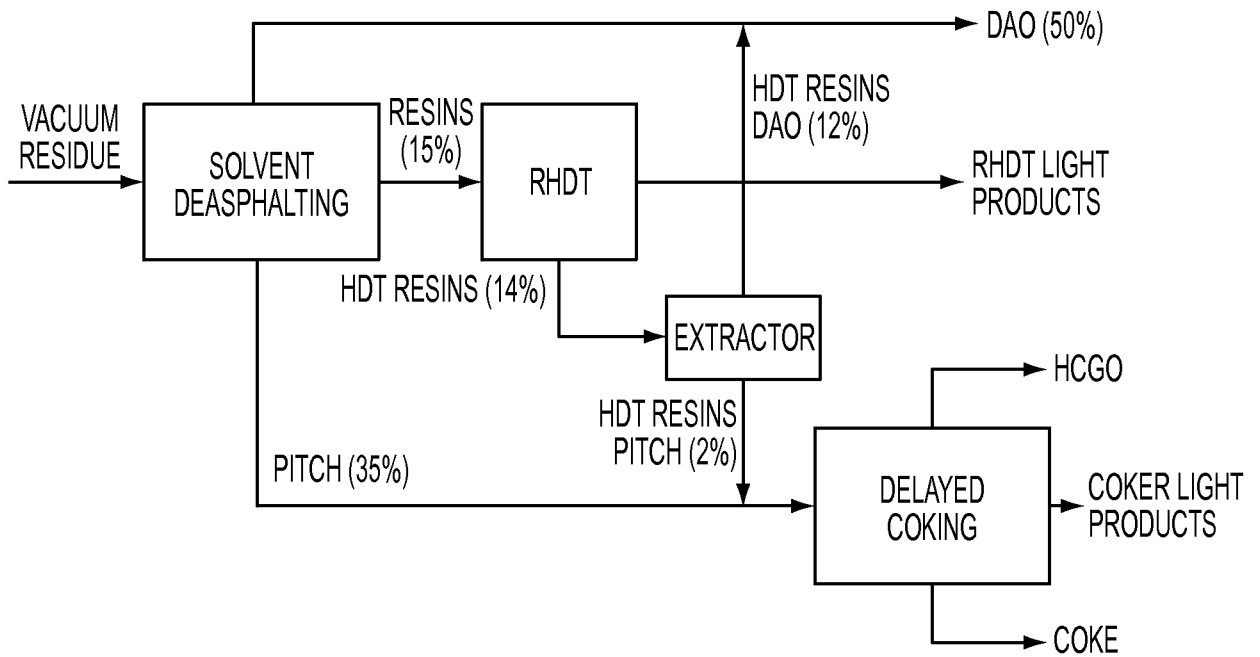 DAO (50%)
VACUUM
RESIDUE
SOLVENT
DEASPHALTING
RESINS
(15%)
RHDT
HDT RESINS
DAO (12%)
RHDT LIGHT
PRODUCTS
HDT RESINS (14%)
EXTRACTOR
HCGO
HDT RESINS
PITCH (2%)
PITCH (35%)
DELAYED
COKING
COKER LIGHT
PRODUCTS
COKE